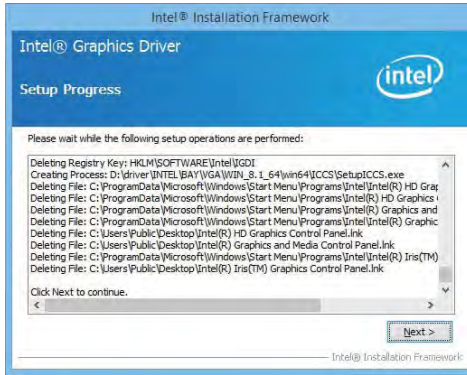 Intel® Installation Framework
Intel® Graphics Driver
intel
Setup Progress
Please wait while the following setup operations are performed:
Deleting Registry Key: HKLM\SOFTWARE\Intel\IGDI
Creating Process: D:\driver\INTEL\BAY\VGA\WIN_8.1_64\win64\ICCS\SetupICCS.exe
Deleting File: C:\ProgramData\Microsoft\Windows\Start Menu\Programs\Intel\Intel(R) HD Grap
Deleting File: C:\ProgramData\Microsoft\Windows\Start Menu\Programs\Intel\Intel(R) HD Graphics
Deleting File: C:\ProgramData\Microsoft\Windows\Start Menu\Programs\Intel\Intel(R) Graphics and
Deleting File: C:\ProgramData\Microsoft\Windows\Start Menu\Programs\Intel\Intel(R) Graphic
Deleting File: C:\Users\Public\Desktop\Intel(R) HD Graphics Control Panel.lnk
Deleting File: C:\Users\Public\Desktop\Intel(R) Graphics and Media Control Panel.lnk
Deleting File: C:\ProgramData\Microsoft\Windows\Start Menu\Programs\Intel\Intel(R) Iris(TM)
Deleting File: C:\Users\Public\Desktop\Intel(R) Iris(TM) Graphics Control Panel.lnk
Click Next to continue.
Next >
Intel® Installation Framework